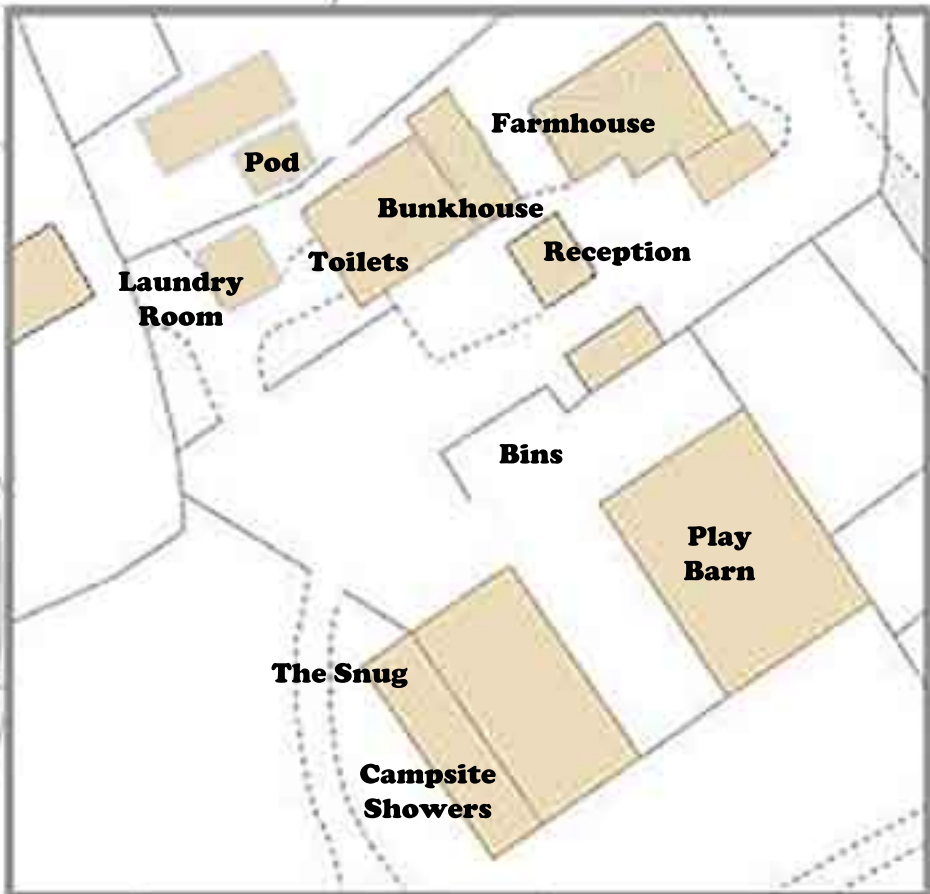 Farmhouse
Pod
Bunkhouse
Reception
Toilets
Laundry
Room
Bins
Play
Barn
The Snug
Campsite
Showers